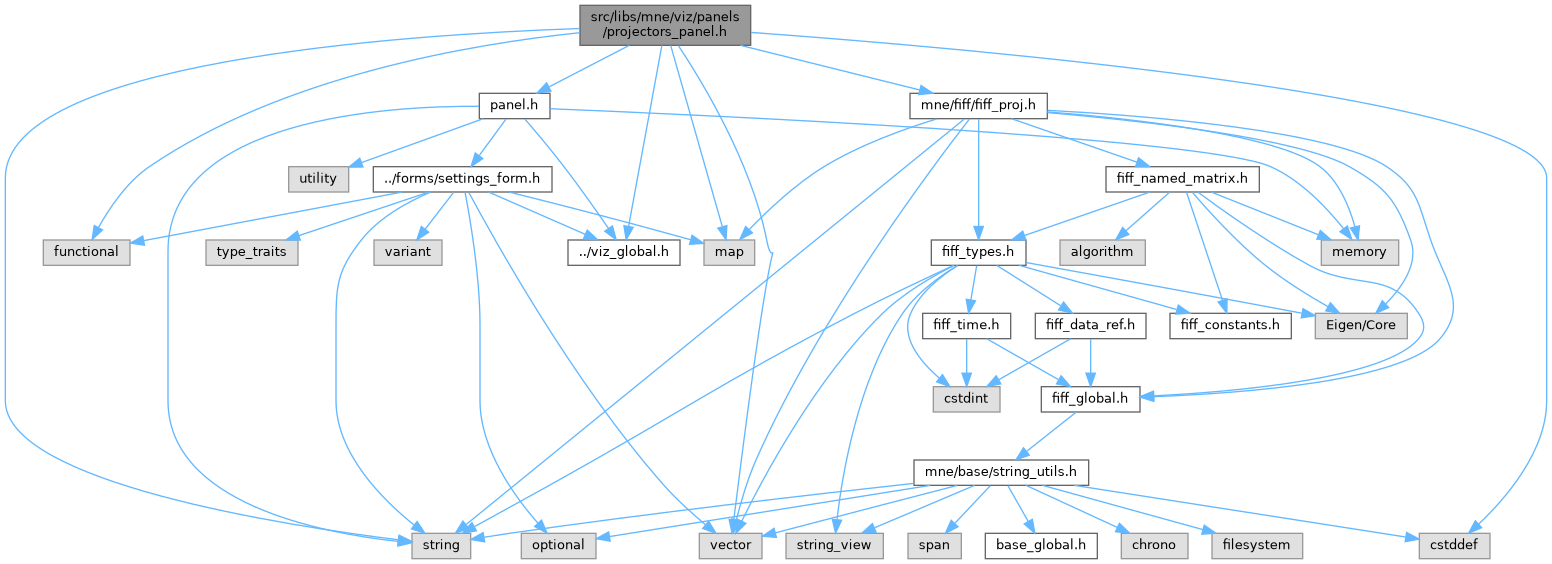 src/libs/mne/viz/panels
/projectors_panel.h
panel.h
mne/fiff/fiff_proj.h
utility
../forms/settings_form.h
fiff_named_matrix.h
functional
type_traits
variant
../viz_global.h
map
fiff_types.h
algorithm
memory
fiff_time.h
fiff_data_ref.h
fiff_constants.h
Eigen/Core
cstdint
fiff_global.h
mne/base/string_utils.h
string
optional
vector
string_view
span
base_global.h
chrono
filesystem
cstddef